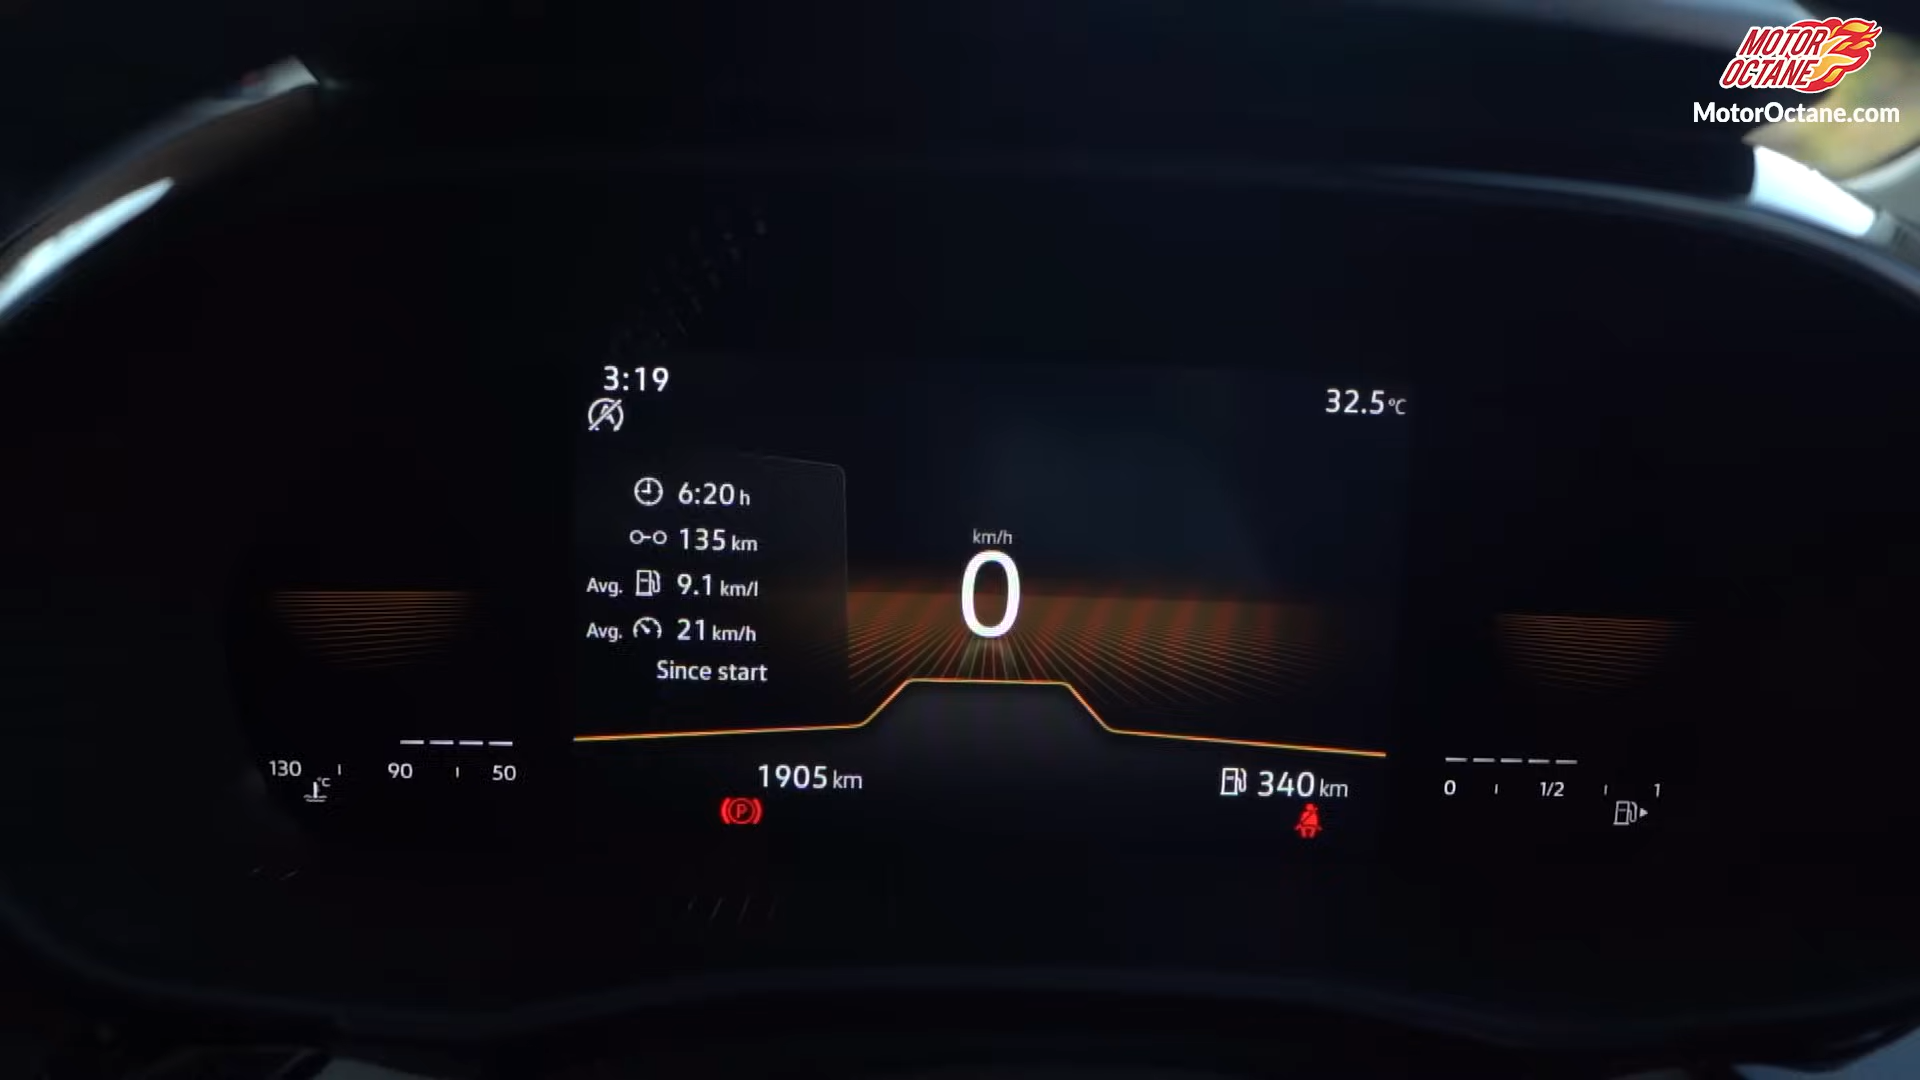 MOTOR
OCTANE
MotorOctane.com
3:19
32.5°C
6:20 h
135 km
Avg. 9.1 km/l
Avg. 21 km/h
Since start
km/h
0
130 90 50
°C
1905 km
340 km
0 1/2 1
P